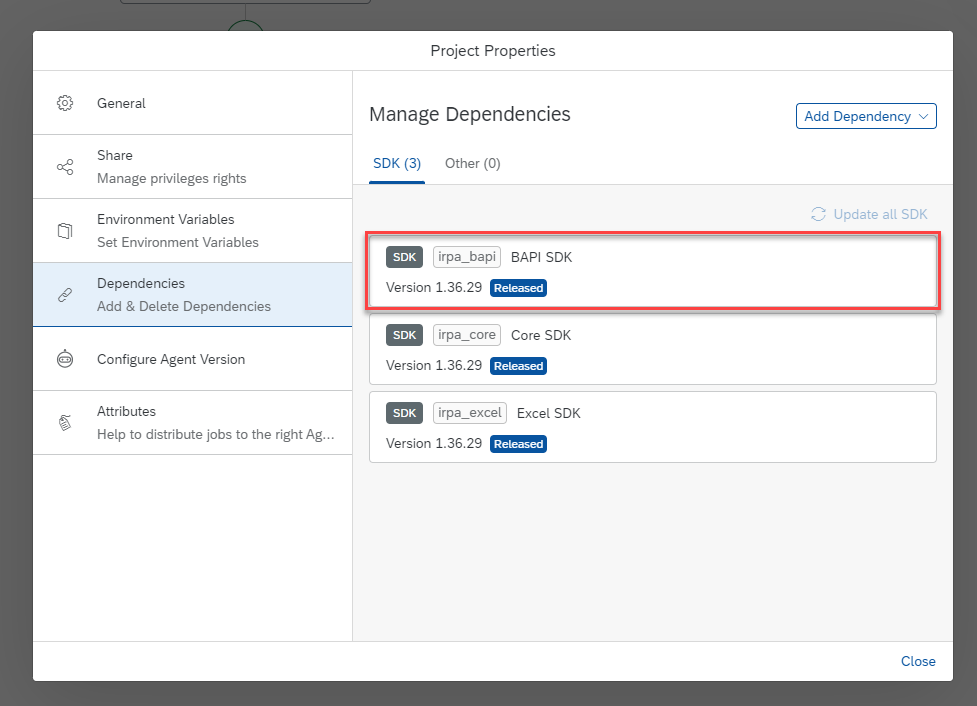 Project Properties
General
Share
Manage privileges rights
Environment Variables
Set Environment Variables
Dependencies
Add & Delete Dependencies
Configure Agent Version
Attributes
Help to distribute jobs to the right Ag...
Manage Dependencies
Add Dependency
SDK (3) Other (0)
Update all SDK
SDK irpa_bapi BAPI SDK
Version 1.36.29 Released
SDK irpa_core Core SDK
Version 1.36.29 Released
SDK irpa_excel Excel SDK
Version 1.36.29 Released
Close